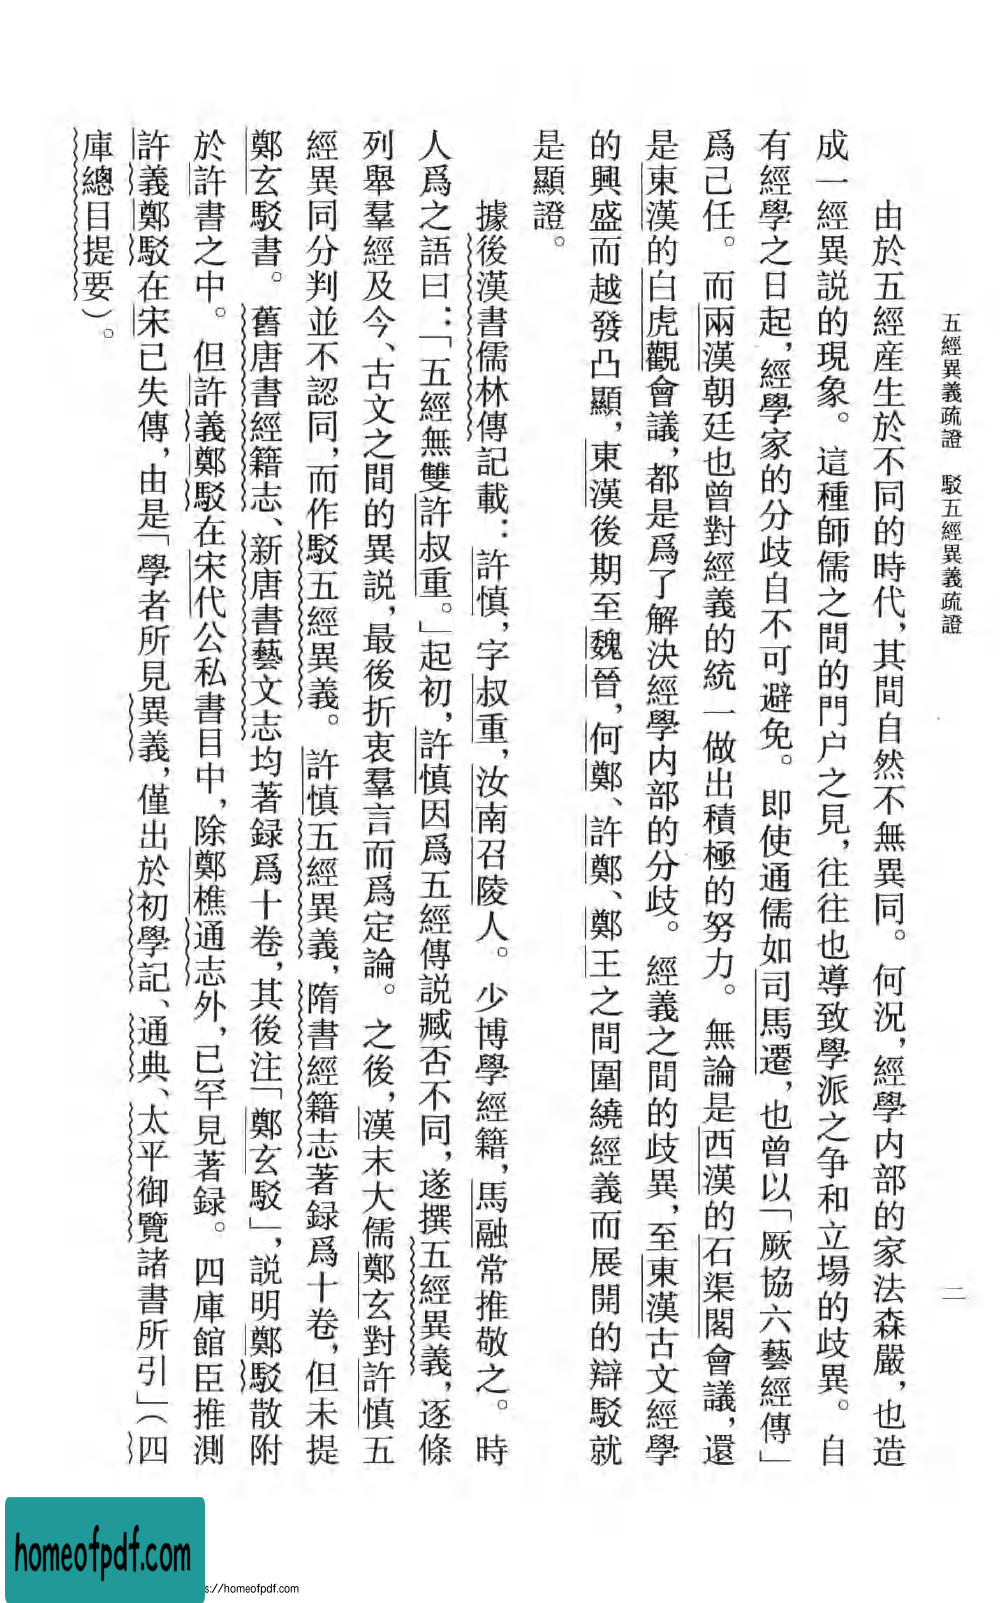 五經異義疏證　駁五經異義疏證
二
由於五經産生於不同的時代，其間自然不無異同。何況，經學内部的家法森嚴，也造
成一經異説的現象。這種師儒之間的門户之見，往往也導致學派之争和立場的歧異。自
有經學之日起，經學家的分歧自不可避免。即使通儒如司馬遷，也曾以「厥協六藝經傳」
爲己任。而兩漢朝廷也曾對經義的統一做出積極的努力。無論是西漢的石渠閣會議，還
是東漢的白虎觀會議，都是爲了解決經學内部的分歧。經義之間的歧異，至東漢古文經學
的興盛而越發凸顯，東漢後期至魏晉，何鄭、許鄭、鄭王之間圍繞經義而展開的辯駁就
是顯證。
據後漢書儒林傳記載：許慎，字叔重，汝南召陵人。少博學經籍，馬融常推敬之。時
人爲之語曰：「五經無雙許叔重。」起初，許慎因爲五經傳説臧否不同，遂撰五經異義，逐條
列舉羣經及今、古文之間的異説，最後折衷羣言而爲定論。之後，漢末大儒鄭玄對許慎五
經異同分判並不認同，而作駁五經異義。許慎五經異義，隋書經籍志著録爲十卷，但未提
鄭玄駁書。舊唐書經籍志、新唐書藝文志均著録爲十卷，其後注「鄭玄駁」，説明鄭駁散附
於許書之中。但許義鄭駁在宋代公私書目中，除鄭樵通志外，已罕見著録。四庫館臣推測
許義鄭駁在宋已失傳，由是「學者所見異義，僅出於初學記、通典、太平御覽諸書所引」（四
庫總目提要）。
homeofpdf.com
s://homeofpdf.com